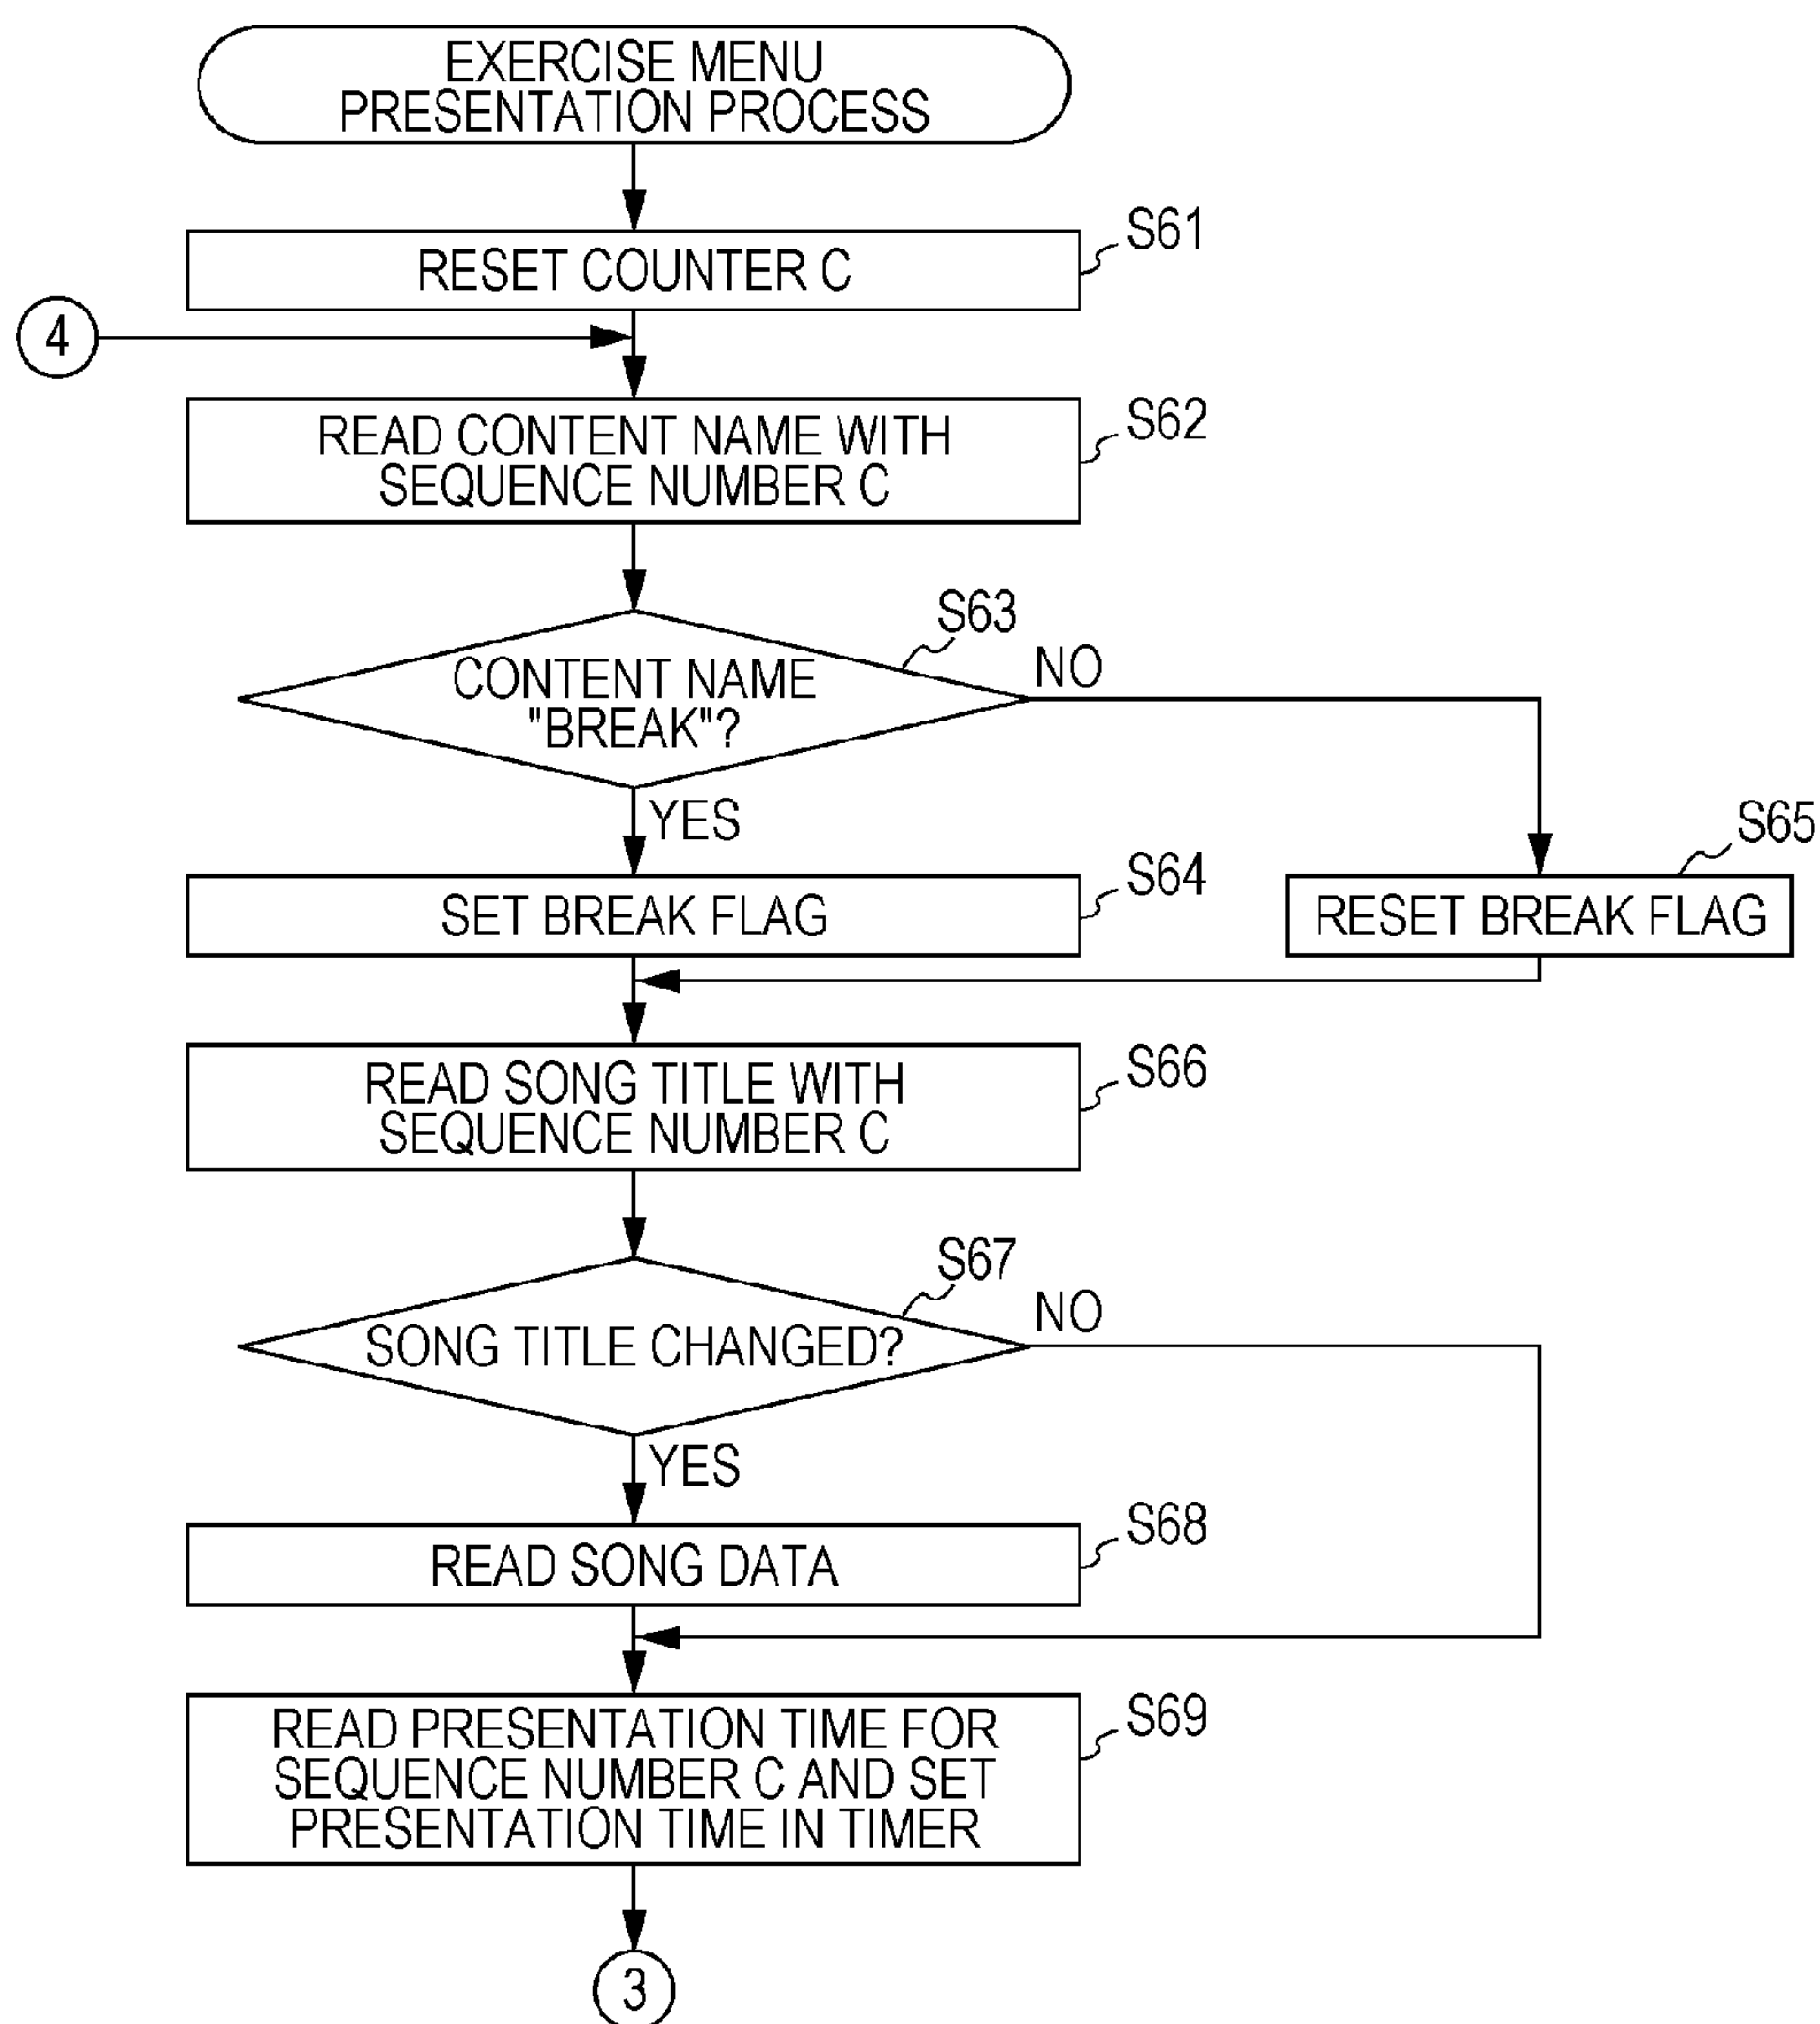 EXERCISE MENU
PRESENTATION PROCESS
S61
RESET COUNTER C
4
S62
READ CONTENT NAME WITH
SEQUENCE NUMBER C
S63
CONTENT NAME
"BREAK"?
NO
YES
S64
SET BREAK FLAG
S65
RESET BREAK FLAG
S66
READ SONG TITLE WITH
SEQUENCE NUMBER C
S67
SONG TITLE CHANGED?
NO
YES
S68
READ SONG DATA
S69
READ PRESENTATION TIME FOR
SEQUENCE NUMBER C AND SET
PRESENTATION TIME IN TIMER
3